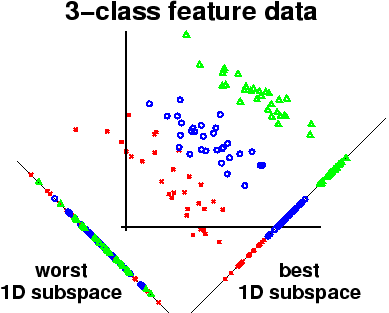 3−class feature data
worst
1D subspace
best
1D subspace